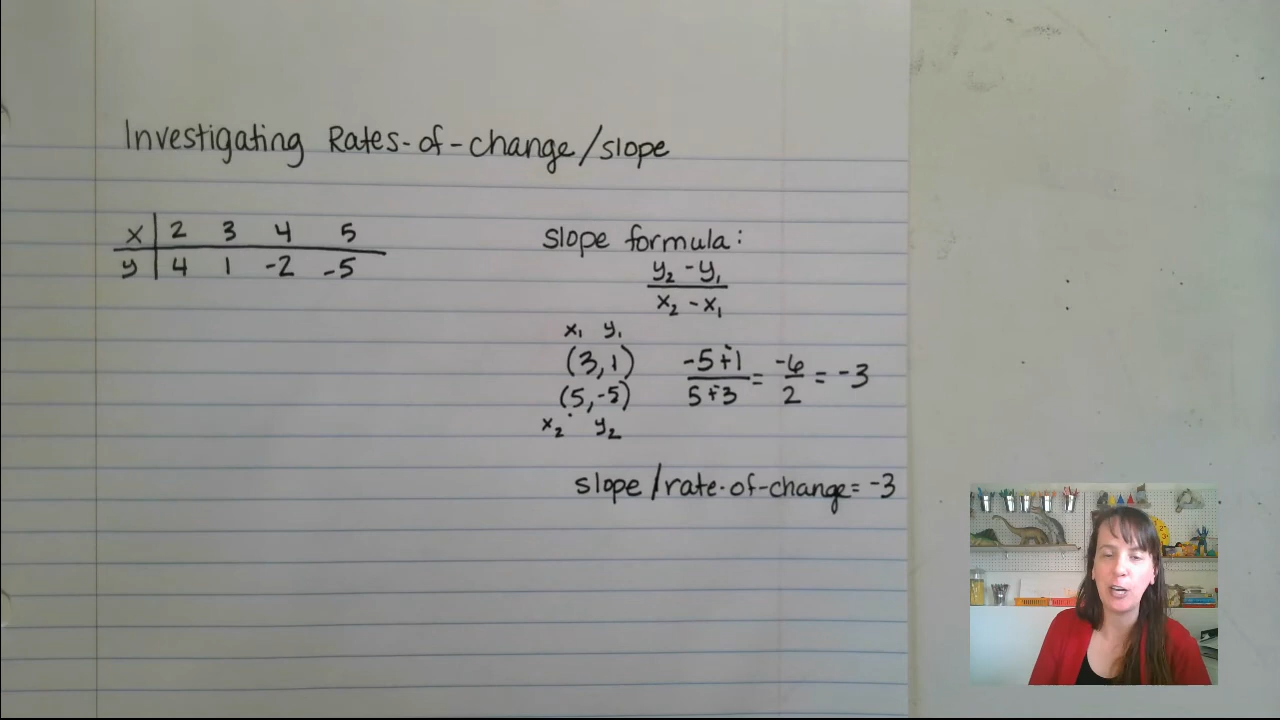 Investigating Rates-of-change/slope
x | 2 3 4 5
y | 4 1 -2 -5
slope formula:
y₂ - y₁
x₂ - x₁
x₁ y₁
(3,1)
(5,-5)
x₂ y₂
-5+̄1 = -6 = -3
5+̄3 2
slope/rate-of-change= -3